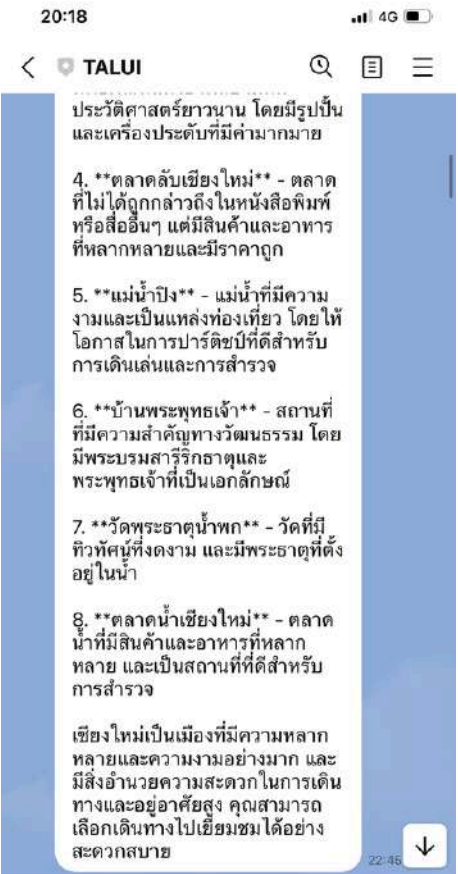 20:18
4G
TALUI
ประวัติศาสตร์ยาวนาน โดยมีรูปปั้น
และเครื่องประดับที่มีค่ามากมาย
4. **ตลาดลับเชียงใหม่** - ตลาด
ที่ไม่ได้ถูกกล่าวถึงในหนังสือพิมพ์
หรือสื่ออื่นๆ แต่มีสินค้าและอาหาร
ที่หลากหลายและมีราคาถูก
5. **แม่น้ำปิง** - แม่น้ำที่มีความ
งามและเป็นแหล่งท่องเที่ยว โดยให้
โอกาสในการปาร์ติชป์ที่ดีสำหรับ
การเดินเล่นและการสำรวจ
6. **บ้านพระพุทธเจ้า** - สถานที่
ที่มีความสำคัญทางวัฒนธรรม โดย
มีพระบรมสารีริกธาตุและ
พระพุทธเจ้าที่เป็นเอกลักษณ์
7. **วัดพระธาตุน้ำพก** - วัดที่มี
ทิวทัศน์ที่งดงาม และมีพระธาตุที่ตั้ง
อยู่ในน้ำ
8. **ตลาดน้ำเชียงใหม่** - ตลาด
น้ำที่มีสินค้าและอาหารที่หลาก
หลาย และเป็นสถานที่ที่ดีสำหรับ
การสำรวจ
เชียงใหม่เป็นเมืองที่มีความหลาก
หลายและความงามอย่างมาก และ
มีสิ่งอำนวยความสะดวกในการเดิน
ทางและอยู่อาศัยสูง คุณสามารถ
เลือกเดินทางไปเยี่ยมชมได้อย่าง
สะดวกสบาย
22:45